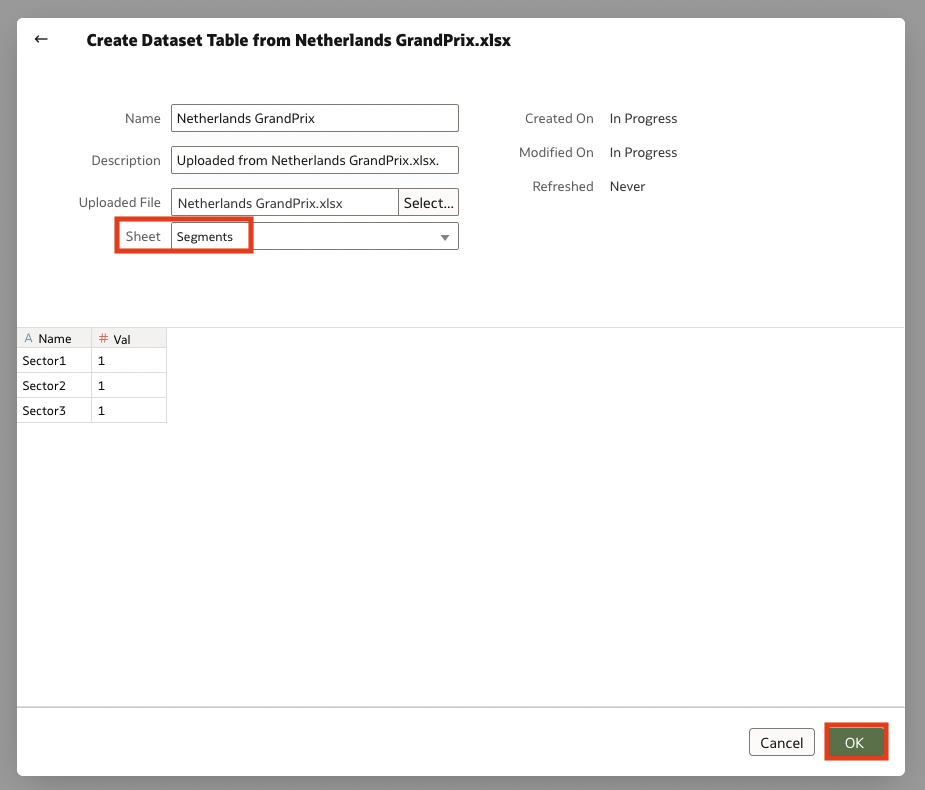 ← Create Dataset Table from Netherlands GrandPrix.xlsx
Name Netherlands GrandPrix
Description Uploaded from Netherlands GrandPrix.xlsx.
Uploaded File Netherlands GrandPrix.xlsx Select...
Sheet Segments
Created On In Progress
Modified On In Progress
Refreshed Never
A Name # Val
Sector1 1
Sector2 1
Sector3 1
Cancel OK